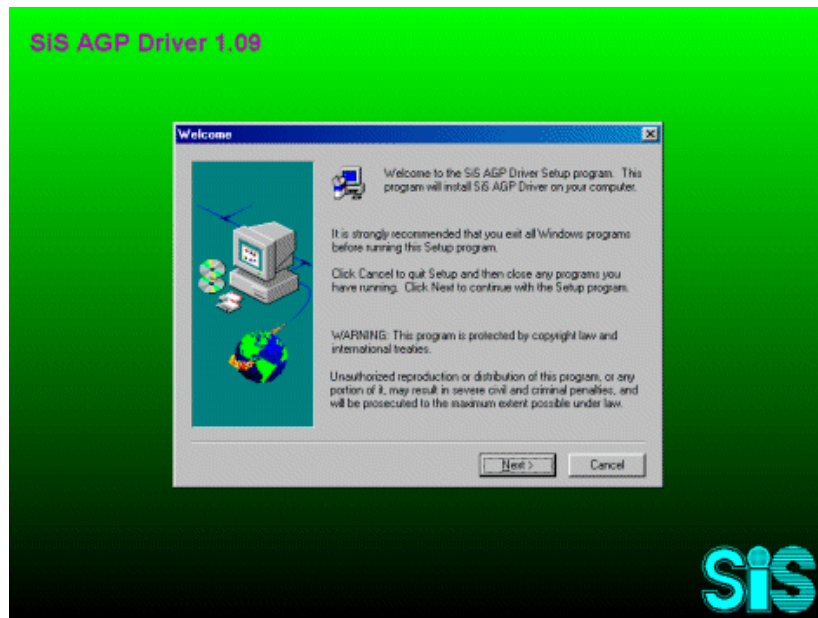 SiS AGP Driver 1.09
Welcome
Welcome to the SiS AGP Driver Setup program. This
program will install SiS AGP Driver on your computer.
It is strongly recommended that you exit all Windows programs
before running this Setup program.
Click Cancel to quit Setup and then close any programs you
have running. Click Next to continue with the Setup program.
WARNING: This program is protected by copyright law and
international treaties.
Unauthorized reproduction or distribution of this program, or any
portion of it, may result in severe civil and criminal penalties, and
will be prosecuted to the maximum extent possible under law.
Next >
Cancel
SiS